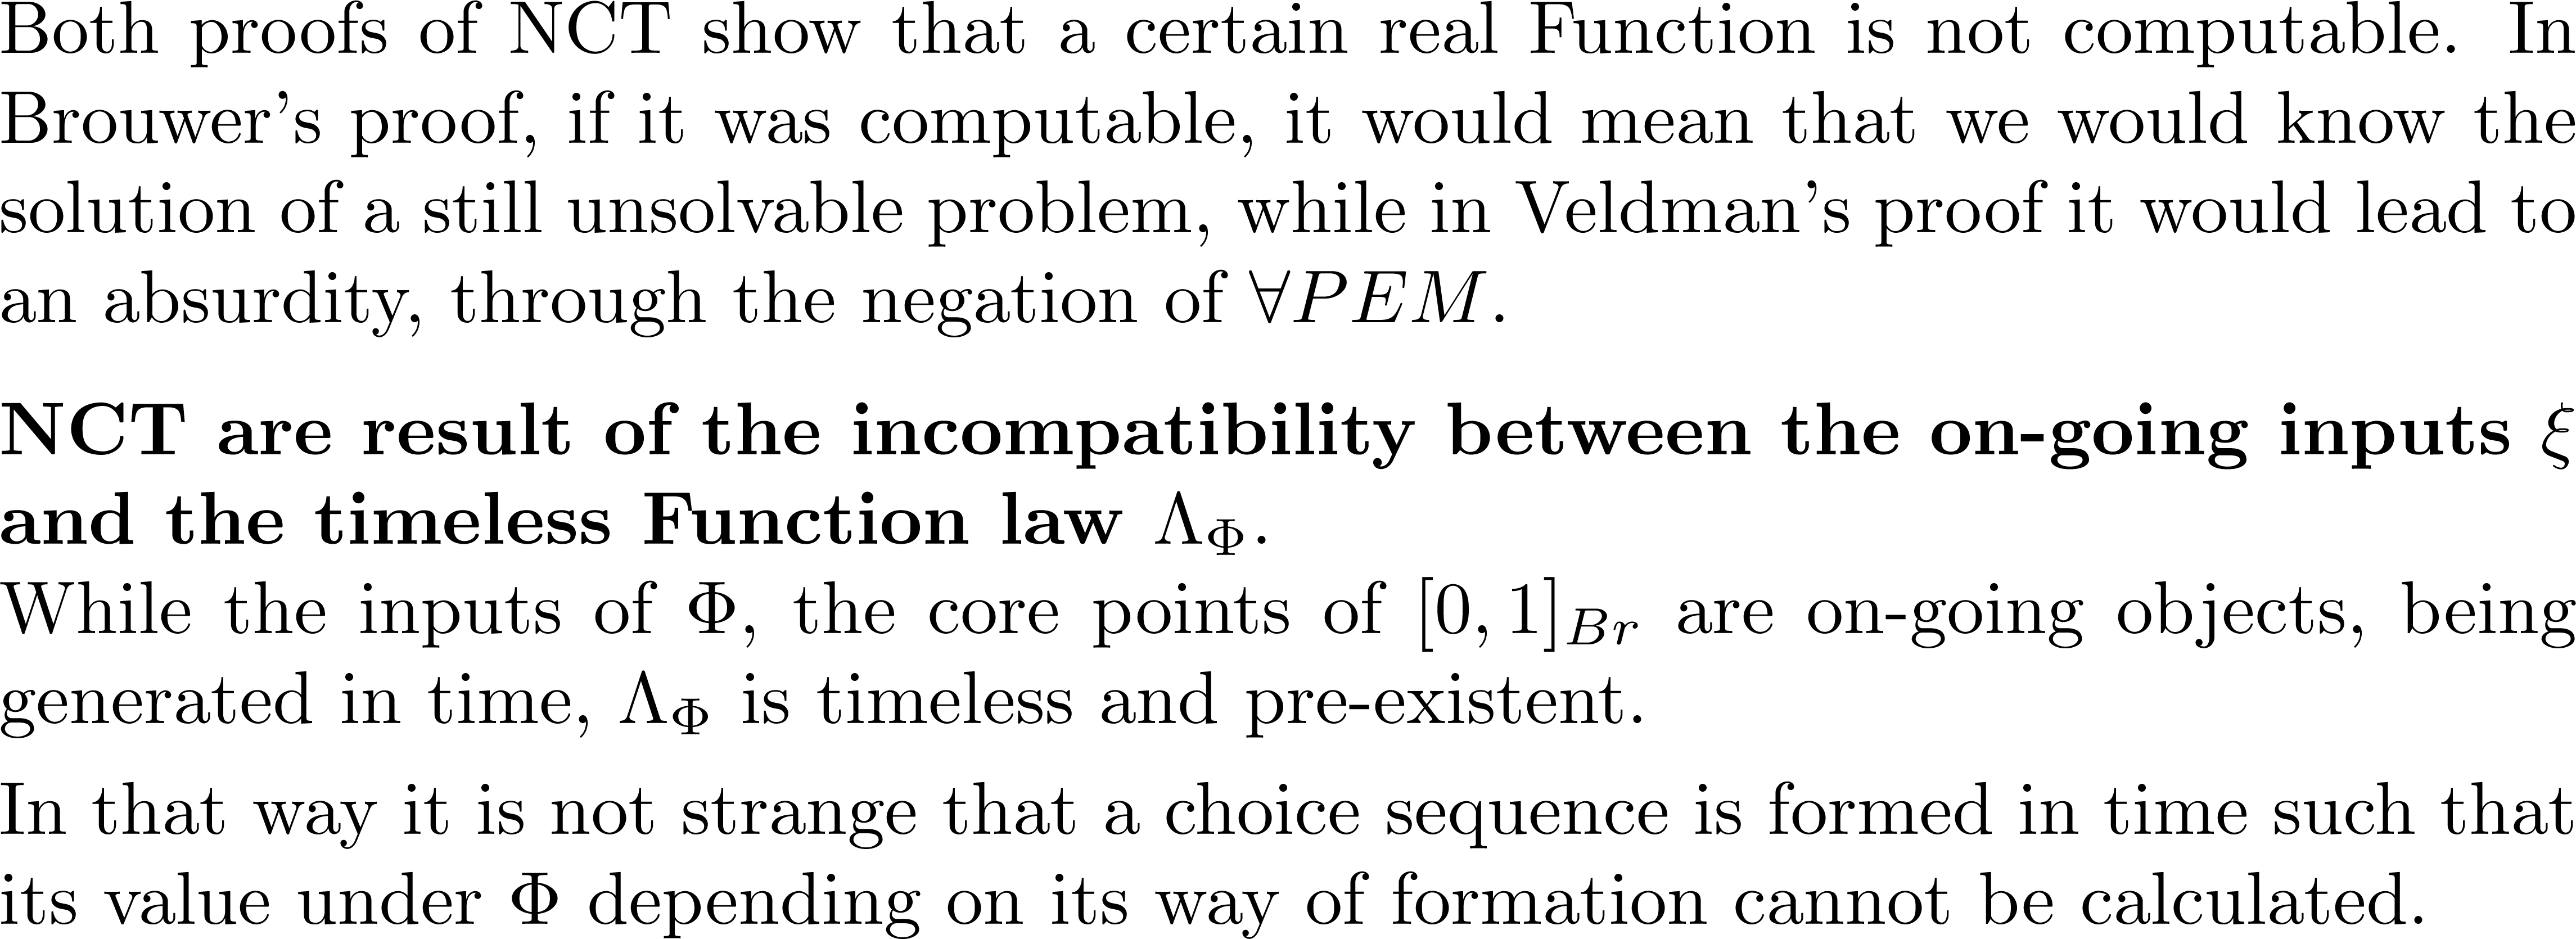 Both proofs of NCT show that a certain real Function is not computable. In
Brouwer's proof, if it was computable, it would mean that we would know the
solution of a still unsolvable problem, while in Veldman's proof it would lead to
an absurdity, through the negation of ∀PEM.
NCT are result of the incompatibility between the on-going inputs ξ
and the timeless Function law Λ_Φ.
While the inputs of Φ, the core points of [0, 1]_{Br} are on-going objects, being
generated in time, Λ_Φ is timeless and pre-existent.
In that way it is not strange that a choice sequence is formed in time such that
its value under Φ depending on its way of formation cannot be calculated.